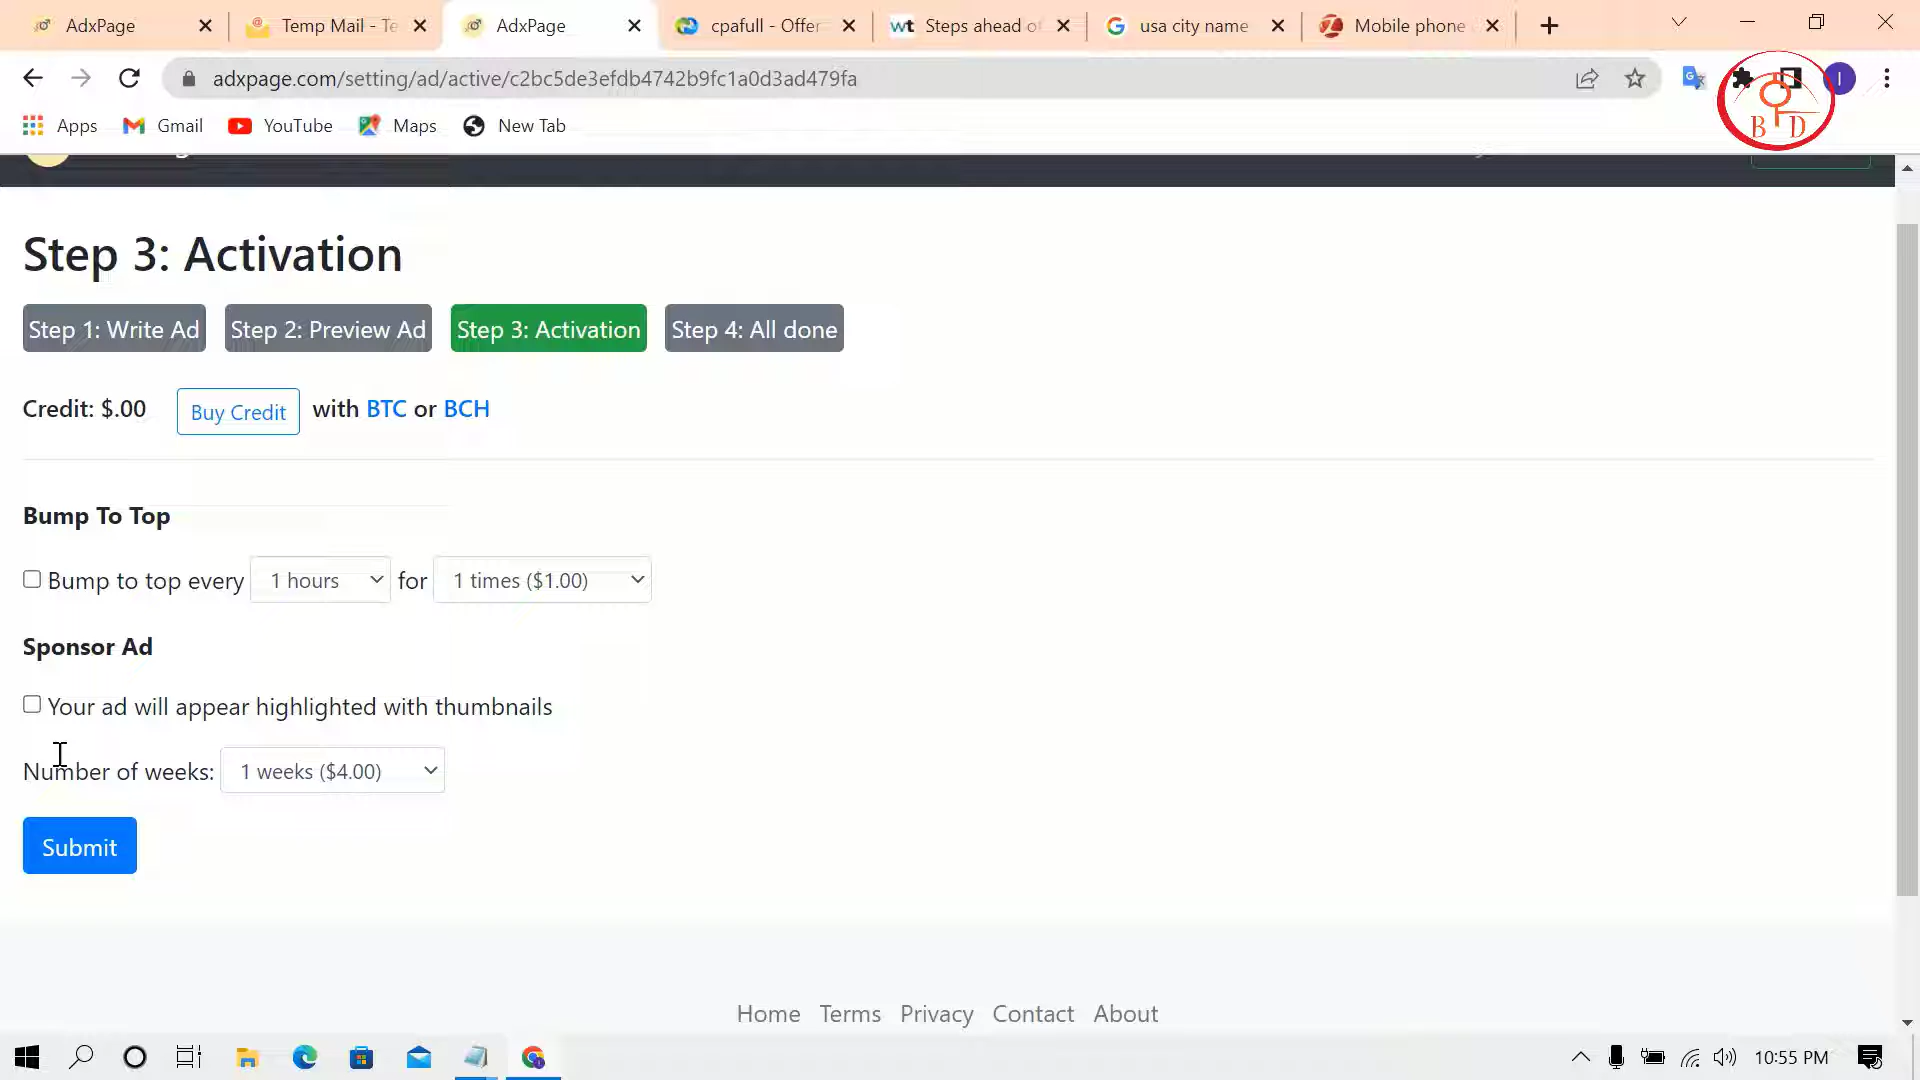 AdxPage
Temp Mail - Te
AdxPage
cpafull - Offer
wt Steps ahead o
usa city name
Mobile phone
adxpage.com/setting/ad/active/c2bc5de3efdb4742b9fc1a0d3ad479fa
I
B D
Apps Gmail YouTube Maps New Tab
Step 3: Activation
Step 1: Write Ad Step 2: Preview Ad Step 3: Activation Step 4: All done
Credit: $.00 Buy Credit with BTC or BCH
Bump To Top
Bump to top every 1 hours for 1 times ($1.00)
Sponsor Ad
Your ad will appear highlighted with thumbnails
Number of weeks: 1 weeks ($4.00)
Submit
Home Terms Privacy Contact About
10:55 PM